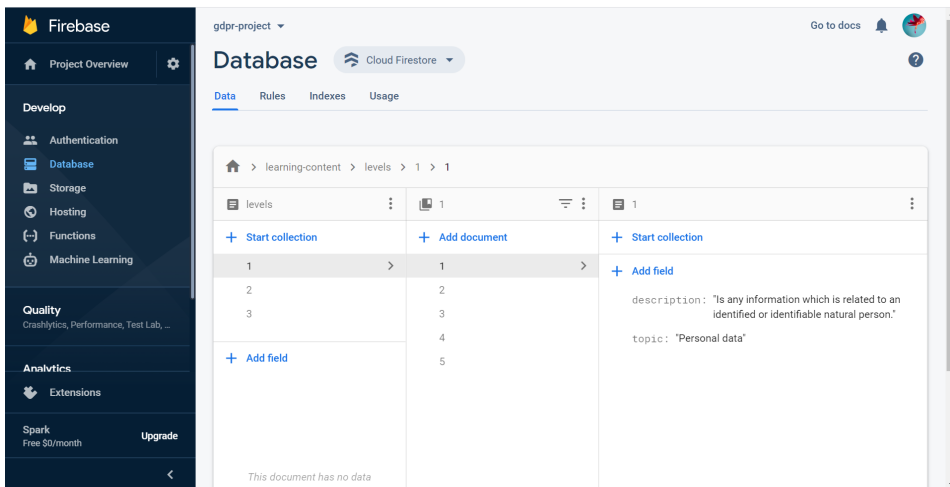 Firebase
Project Overview
Develop
Authentication
Database
Storage
Hosting
Functions
Machine Learning
Quality
Crashlytics, Performance, Test Lab, ...
Analytics
Extensions
Spark
Free $0/month
Upgrade
gdpr-project
Go to docs
Database
Cloud Firestore
?
Data Rules Indexes Usage
> learning-content > levels > 1 > 1
levels
+ Start collection
1 >
2
3
+ Add field
This document has no data
1
+ Add document
1 >
2
3
4
5
1
+ Start collection
+ Add field
description: "Is any information which is related to an
identified or identifiable natural person."
topic: "Personal data"